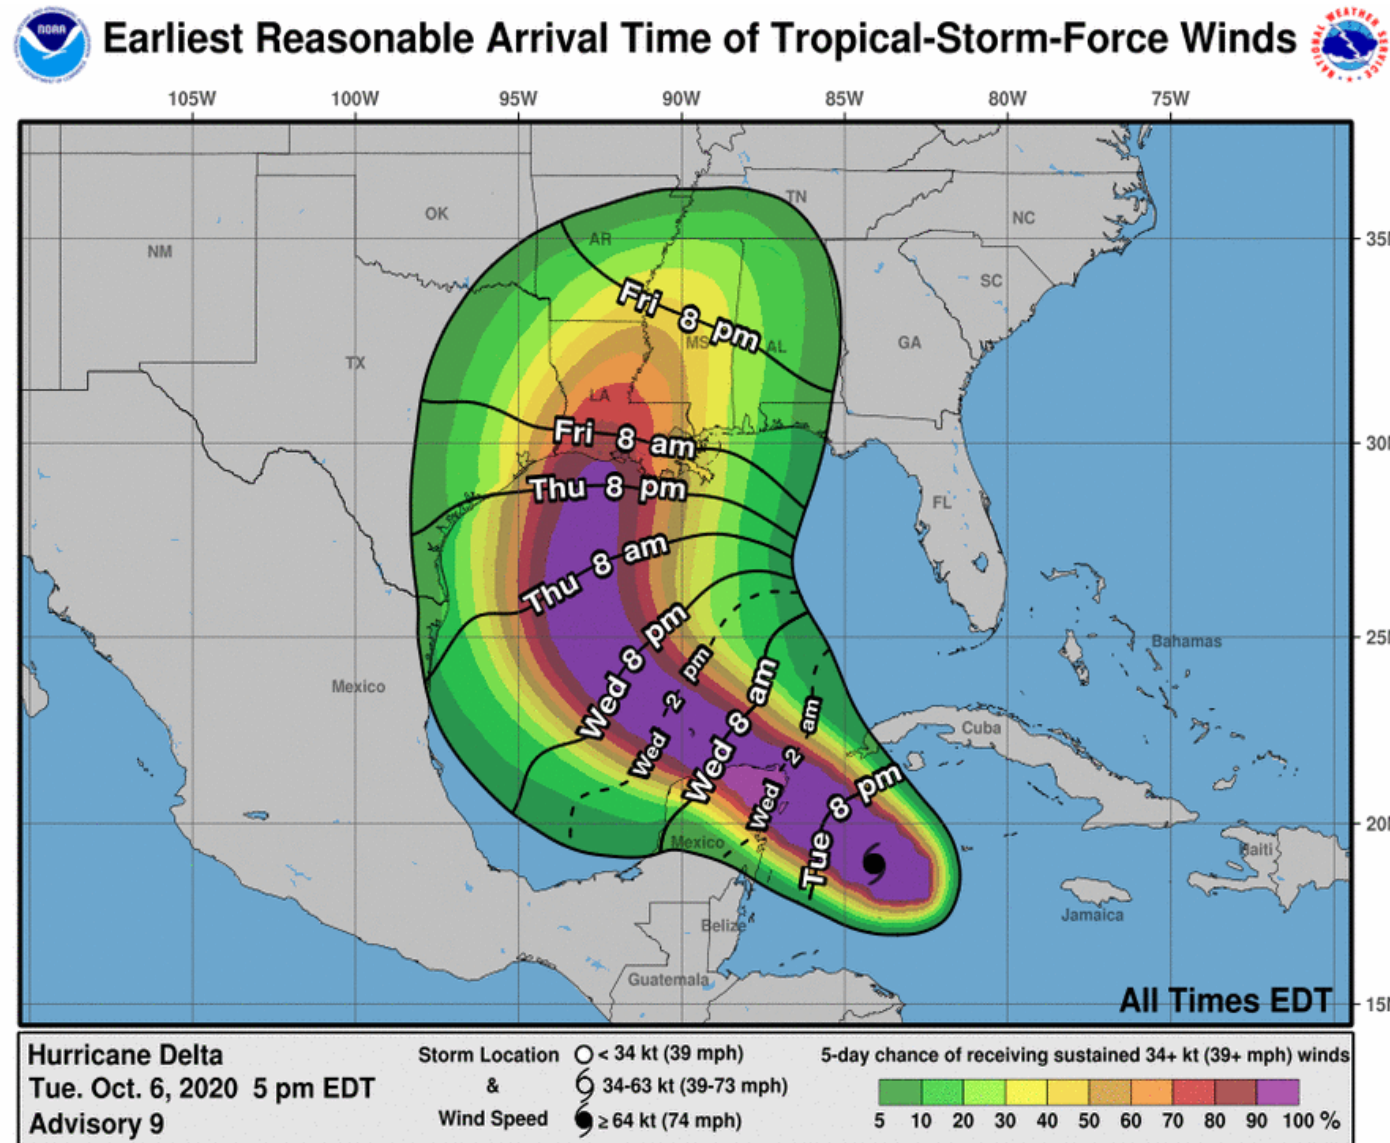 NOAA
Earliest Reasonable Arrival Time of Tropical-Storm-Force Winds
NATIONAL WEATHER SERVICE
105W 100W 95W 90W 85W 80W 75W
TN
OK
NC
AR
35N
NM
SC
Fri 8 pm
MS AL
GA
TX
LA
Fri 8 am
30N
Thu 8 pm
FL
Thu 8 am
Wed 8 pm
25N
Bahamas
Wed 2 pm
Mexico
Wed 8 am
Wed 2 am
Cuba
Tue 8 pm
20N
Mexico
Haiti
Jamaica
Belize
Guatemala
All Times EDT
15N
Hurricane Delta
Tue. Oct. 6, 2020 5 pm EDT
Advisory 9
Storm Location
&
Wind Speed
< 34 kt (39 mph)
34-63 kt (39-73 mph)
≥ 64 kt (74 mph)
5-day chance of receiving sustained 34+ kt (39+ mph) winds
5 10 20 30 40 50 60 70 80 90 100 %